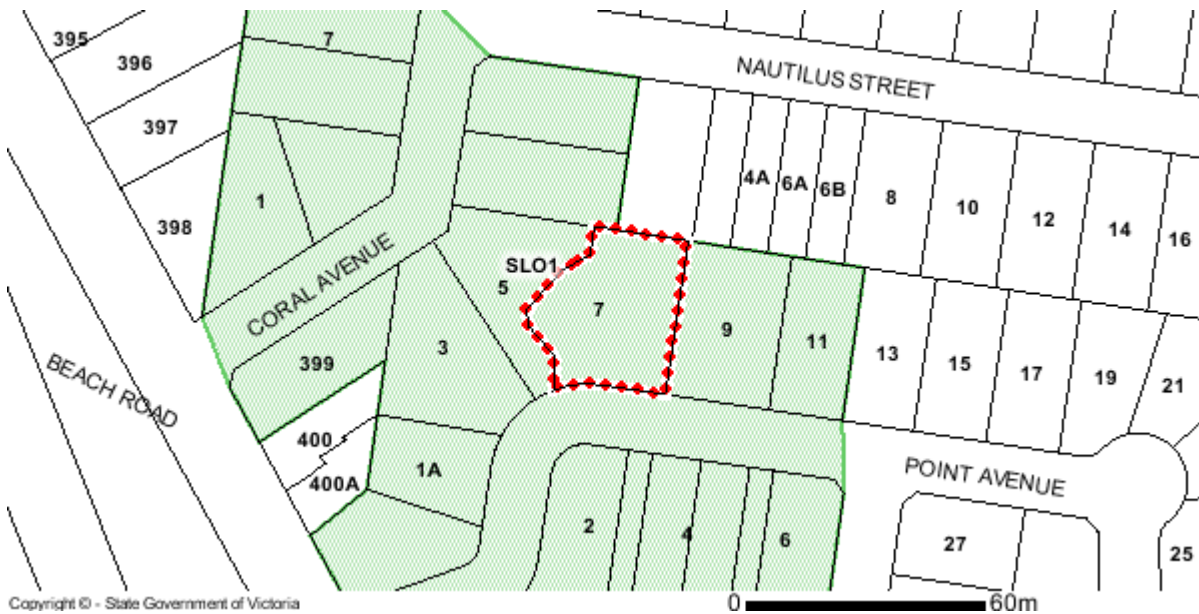 395
7
396
NAUTILUS STREET
397
4A
6A
6B
8
10
12
14
16
1
398
SLO1
5
7
9
11
13
15
17
19
21
CORAL AVENUE
3
399
BEACH ROAD
400
400A
1A
POINT AVENUE
2
4
6
27
25
Copyright © - State Government of Victoria
0
60m